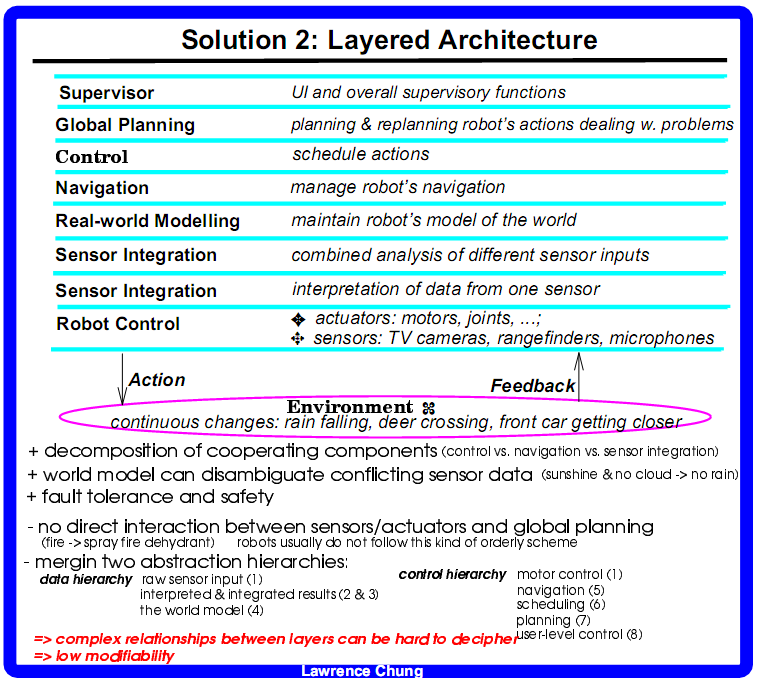 Solution 2: Layered Architecture
Supervisor UI and overall supervisory functions
Global Planning planning & replanning robot's actions dealing w. problems
Control schedule actions
Navigation manage robot's navigation
Real-world Modelling maintain robot's model of the world
Sensor Integration combined analysis of different sensor inputs
Sensor Integration interpretation of data from one sensor
Robot Control actuators: motors, joints, ...;
sensors: TV cameras, rangefinders, microphones
Action Feedback
Environment
continuous changes: rain falling, deer crossing, front car getting closer
+ decomposition of cooperating components (control vs. navigation vs. sensor integration)
+ world model can disambiguate conflicting sensor data (sunshine & no cloud -> no rain)
+ fault tolerance and safety
- no direct interaction between sensors/actuators and global planning
(fire -> spray fire dehydrant) robots usually do not follow this kind of orderly scheme
- mergin two abstraction hierarchies:
data hierarchy raw sensor input (1)
interpreted & integrated results (2 & 3)
the world model (4)
control hierarchy motor control (1)
navigation (5)
scheduling (6)
planning (7)
user-level control (8)
=> complex relationships between layers can be hard to decipher
=> low modifiability
Lawrence Chung